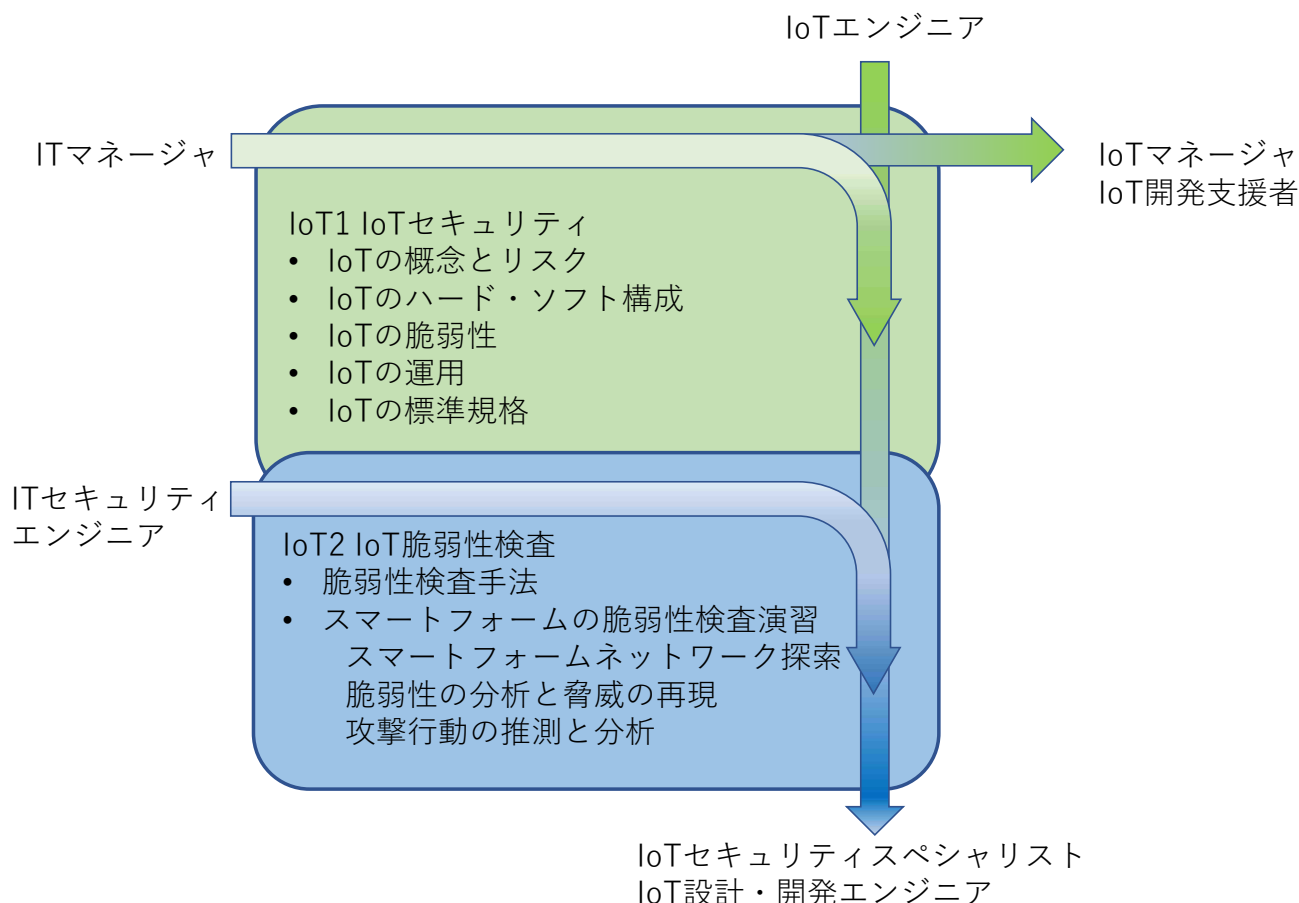 IoTエンジニア
ITマネージャ
IoTマネージャ
IoT開発支援者
IoT1 IoTセキュリティ
• IoTの概念とリスク
• IoTのハード・ソフト構成
• IoTの脆弱性
• IoTの運用
• IoTの標準規格
ITセキュリティ
エンジニア
IoT2 IoT脆弱性検査
• 脆弱性検査手法
• スマートフォームの脆弱性検査演習
スマートフォームネットワーク探索
脆弱性の分析と脅威の再現
攻撃行動の推測と分析
IoTセキュリティスペシャリスト
IoT設計・開発エンジニア